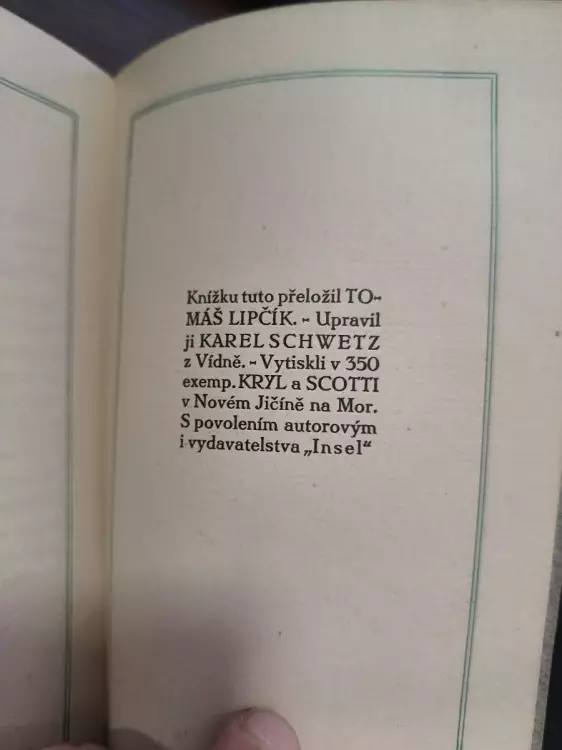 Knížku tuto přeložil TO-
MÁŠ LIPČÍK. - Upravil
ji KAREL SCHWETZ
z Vídně. - Vytiskli v 350
exemp. KRYL a SCOTTI
v Novém Jičíně na Mor.
S povolením autorovým
i vydavatelstva „Insel“